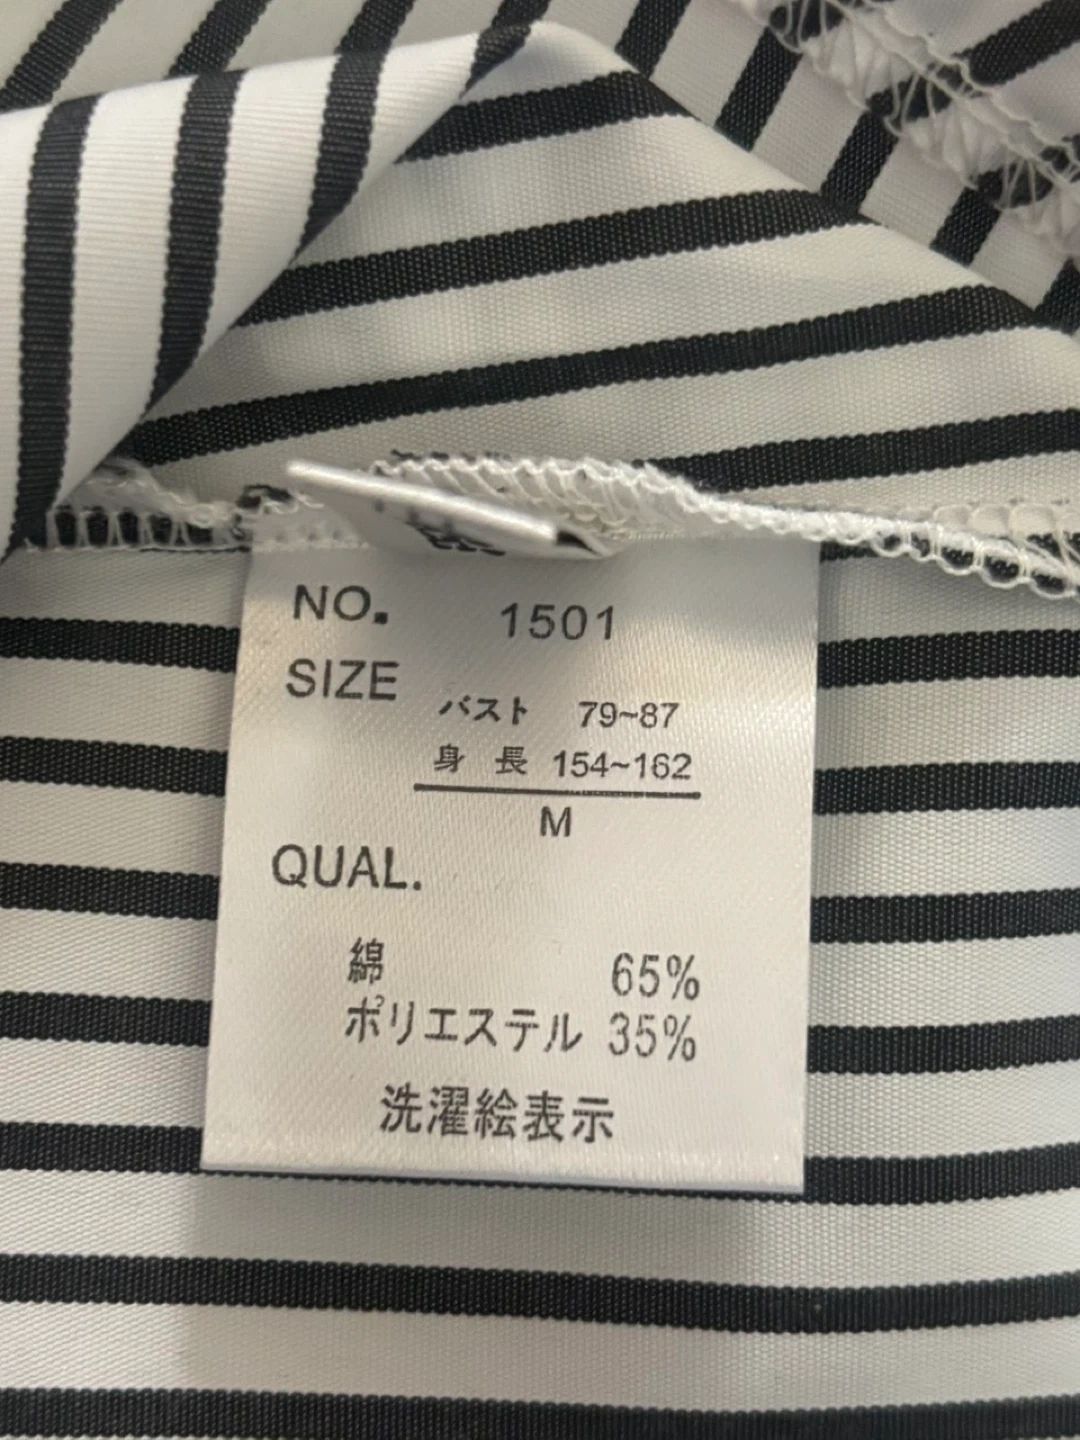 NO. 1501
SIZE
バスト 79~87
身長 154~162
M
QUAL.
綿 65%
ポリエステル 35%
洗濯絵表示